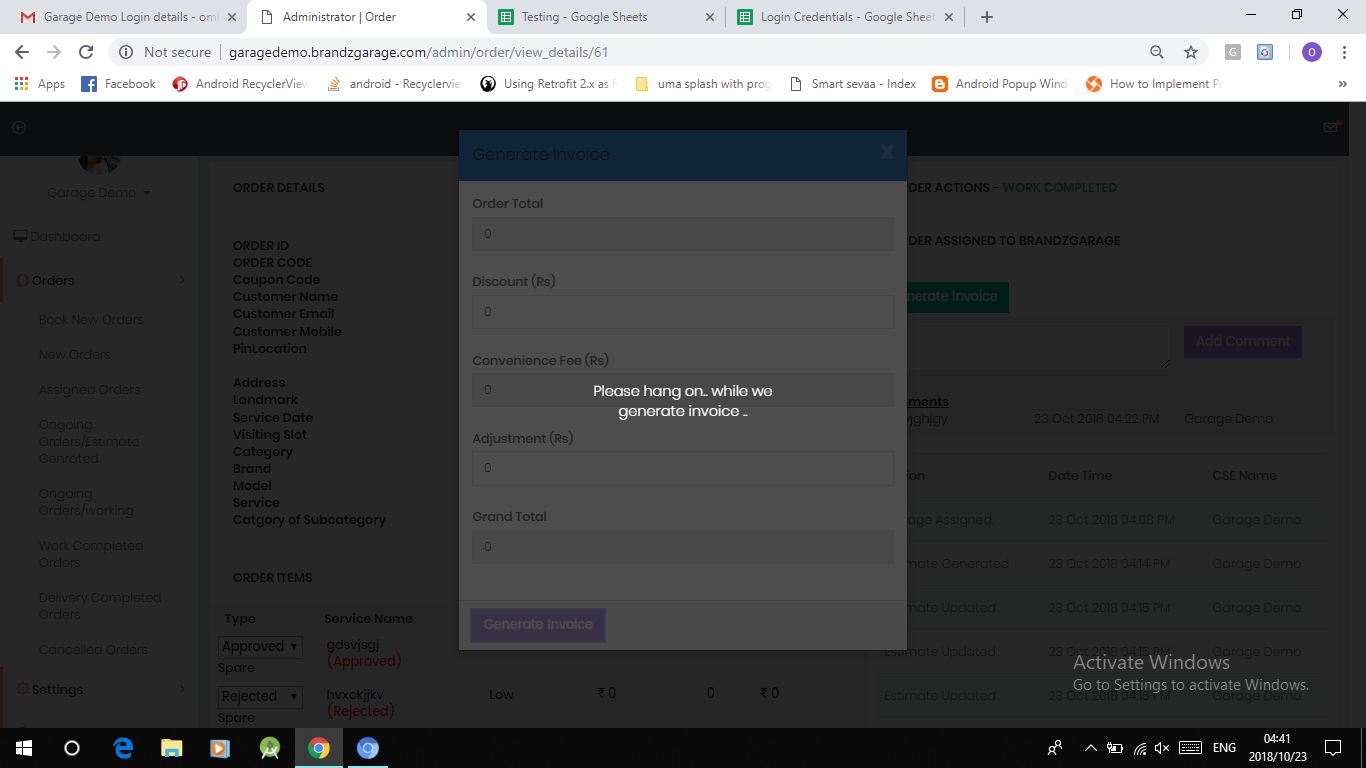 Garage Demo Login details - oml
Administrator | Order
Testing - Google Sheets
Login Credentials - Google Sheet
Not secure
garagedemo.brandzgarage.com/admin/order/view_details/61
G
O
Apps
Facebook
Android RecyclerView
android - Recyclervie
Using Retrofit 2.x as R
uma splash with prog
Smart sevaa - Index
Android Popup Wind
How to Implement Po
»
Garage Demo
Dashboard
Orders
Book New Orders
New Orders
Assigned Orders
Ongoing
Orders/Estimate
Genrated
Ongoing
Orders/working
Work Completed
Orders
Delivery Completed
Orders
Cancelled Orders
Settings
ORDER DETAILS
ORDER ID
ORDER CODE
Coupon Code
Customer Name
Customer Email
Customer Mobile
PinLocation
Address
Landmark
Service Date
Visiting Slot
Category
Brand
Model
Service
Catgory of Subcategory
ORDER ITEMS
Type Service Name
Approved gdsvjsgj
(Approved)
Spare
Rejected hvxckjjkv Low ₹ 0 0 ₹ 0
(Rejected)
Spare
Generate Invoice X
Order Total
0
Discount (Rs)
0
Convenience Fee (Rs)
0
Please hang on.. while we
generate invoice ..
Adjustment (Rs)
0
Grand Total
0
Generate Invoice
RDER ACTIONS - WORK COMPLETED
RDER ASSIGNED TO BRANDZGARAGE
nerate Invoice
Add Comment
ments
jghjgy 23 Oct 2018 04:22 PM Garage Demo
ion Date Time CSE Name
age Assigned. 23 Oct 2018 04:08 PM Garage Demo
mate Generated 23 Oct 2018 04:14 PM Garage Demo
mate Updated 23 Oct 2018 04:15 PM Garage Demo
Estimate Updated 23 Oct 2018 04:15 PM Garage Demo
Estimate Updated 23 Oct 2018 04:15 PM Garage Demo
Activate Windows
Go to Settings to activate Windows.
ENG
04:41
2018/10/23